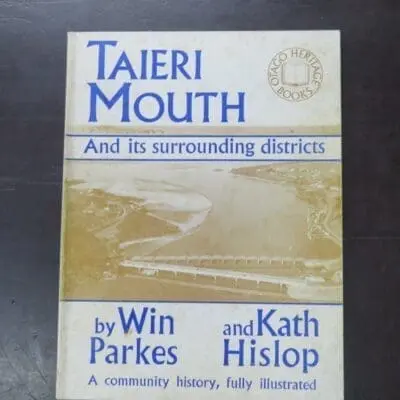 TAIERI
MOUTH
OTAGO HERITAGE
BOOKS
And its surrounding districts
by Win
Parkes
and Kath
Hislop
A community history, fully illustrated